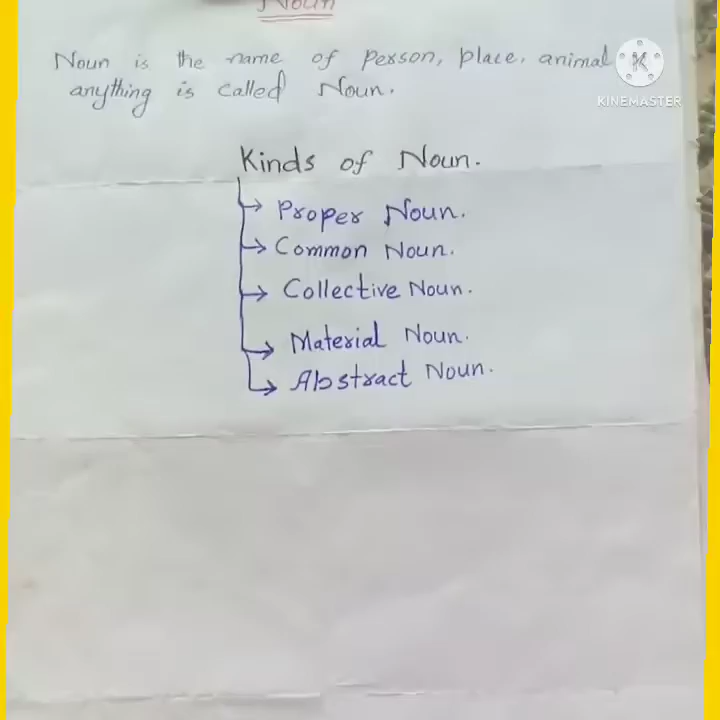 Noun
Noun is the name of person, place, animal
anything is called Noun.
KINEMASTER
Kinds of Noun.
Proper Noun.
Common Noun.
Collective Noun.
Material Noun.
Abstract Noun.